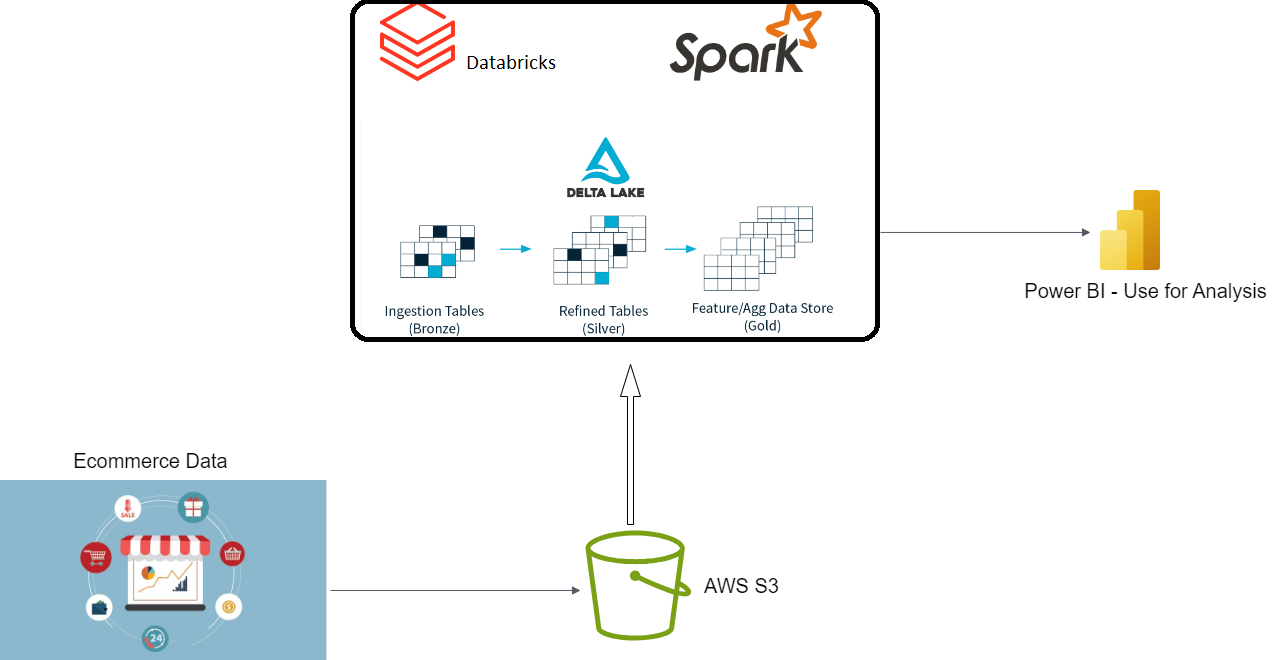 Databricks
Spark
DELTA LAKE
Ingestion Tables
(Bronze)
Refined Tables
(Silver)
Feature/Agg Data Store
(Gold)
Power BI - Use for Analysis
Ecommerce Data
SALE
24
AWS S3